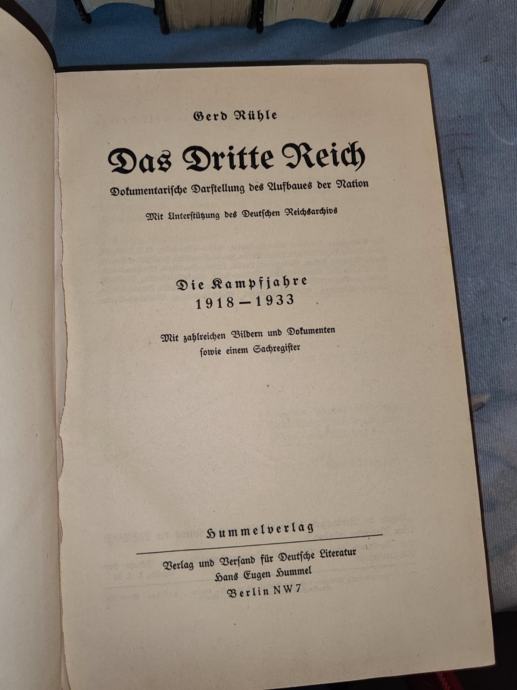 Gerd Rühle
Das Dritte Reich
Dokumentarische Darstellung des Aufbaues der Nation
Mit Unterstützung des Deutschen Reichsarchivs
Die Kampfjahre
1918—1933
Mit zahlreichen Bildern und Dokumenten
sowie einem Sachregister
Hummelverlag
Verlag und Versand für Deutsche Literatur
Hans Eugen Hummel
Berlin NW 7